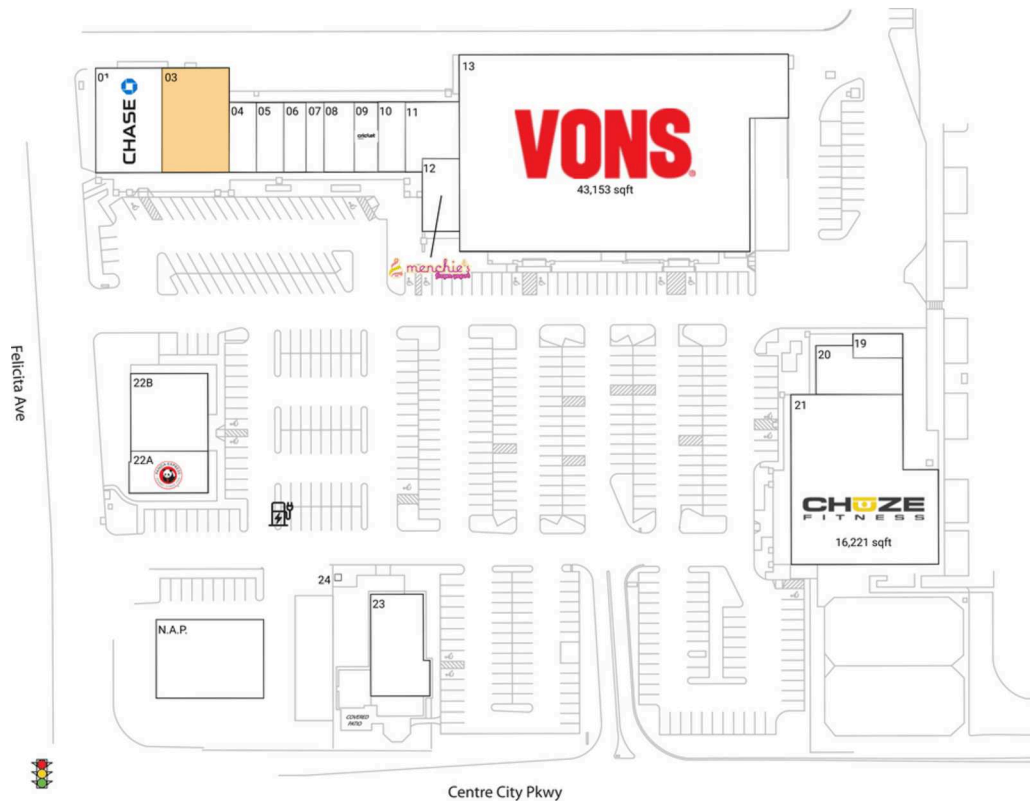 01
CHASE
03
04
05
06
07
08
09
cricket
10
11
12
13
VONS
43,153 sqft
menchie's
19
20
21
CHUZE
FITNESS
16,221 sqft
22B
22A
Felicita Ave
24
23
COVERED
PATIO
N.A.P.
Centre City Pkwy